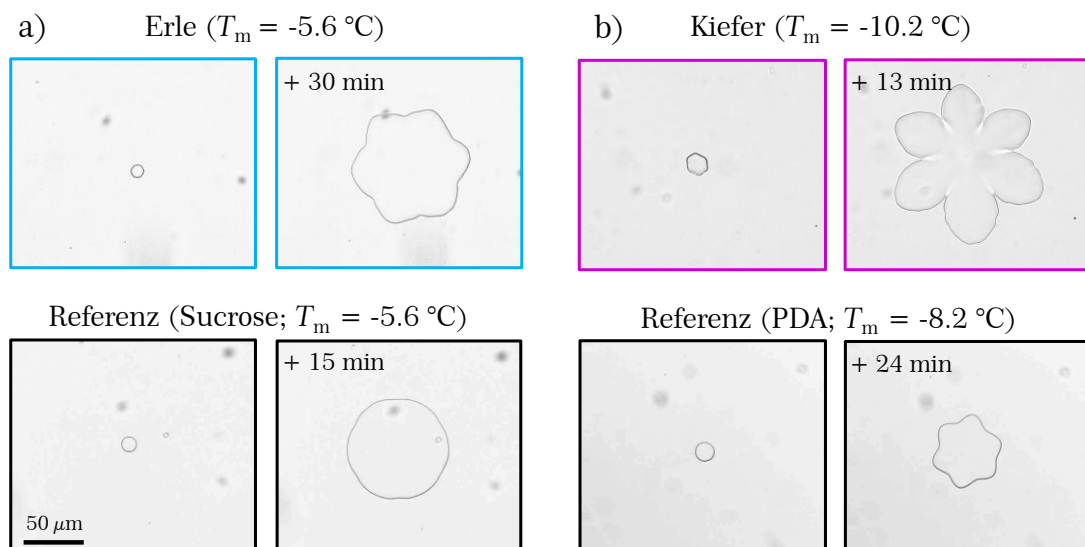 a)
Erle (Tm = -5.6 °C)
+ 30 min
Referenz (Sucrose; Tm = -5.6 °C)
+ 15 min
50 μm
b)
Kiefer (Tm = -10.2 °C)
+ 13 min
Referenz (PDA; Tm = -8.2 °C)
+ 24 min